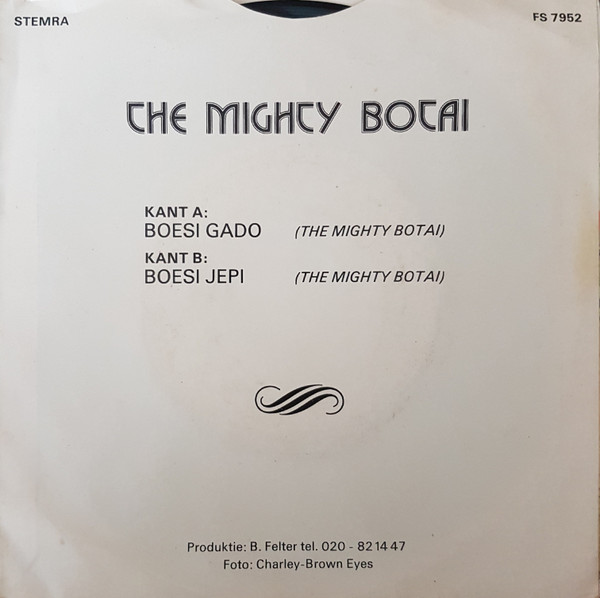 STEMRA
FS 7952
THE MIGHTY BOTAI
KANT A:
BOESI GADO (THE MIGHTY BOTAI)
KANT B:
BOESI JEPI (THE MIGHTY BOTAI)
Produktie: B. Felter tel. 020 - 82 14 47
Foto: Charley-Brown Eyes